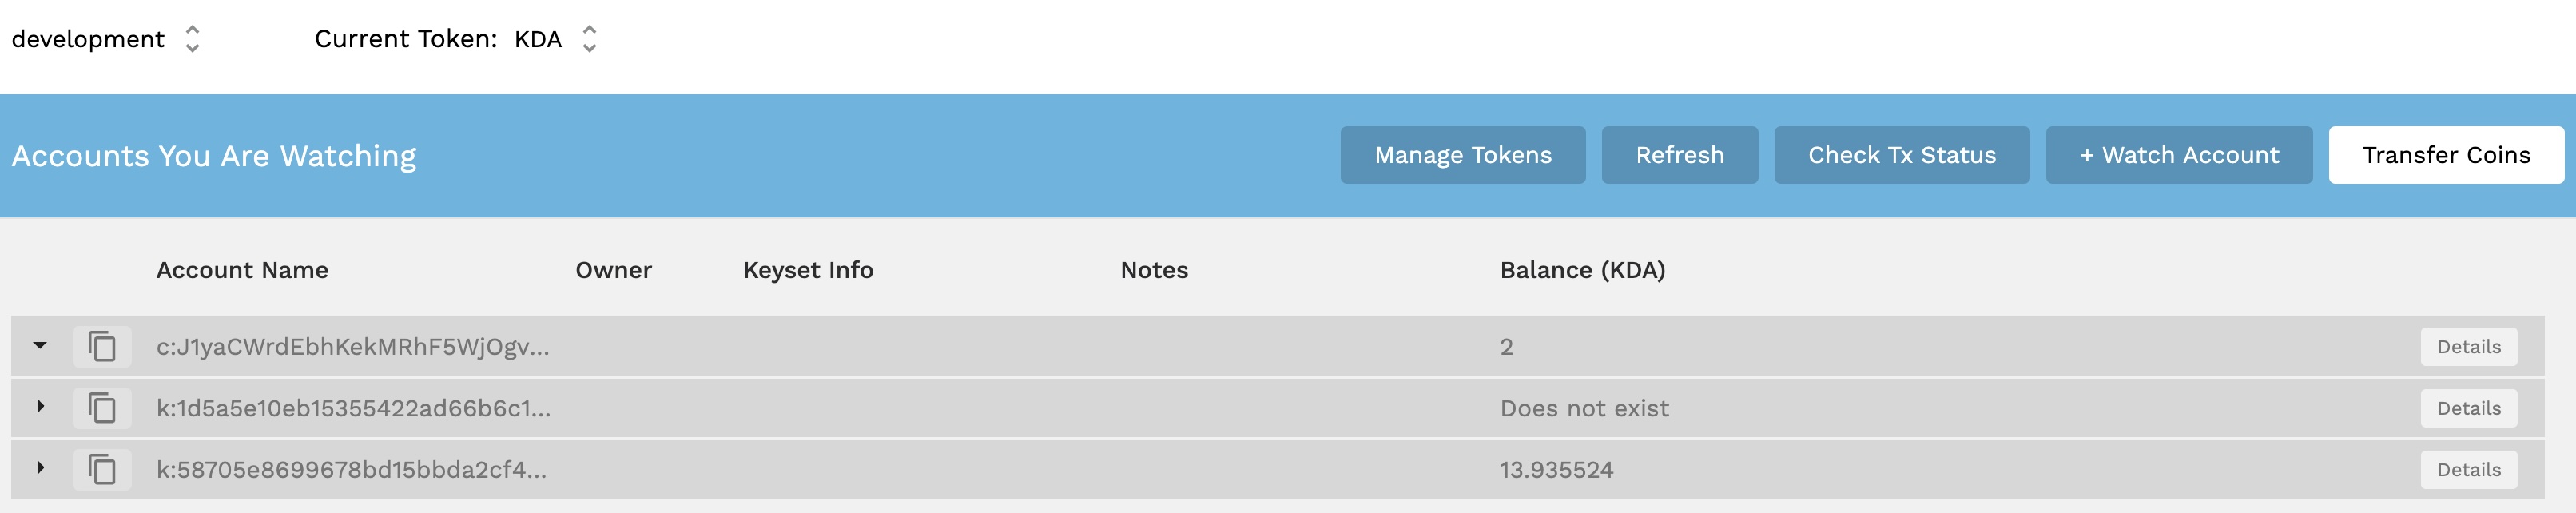 development Current Token: KDA
Accounts You Are Watching Manage Tokens Refresh Check Tx Status + Watch Account Transfer Coins
Account Name Owner Keyset Info Notes Balance (KDA)
c:J1yaCWrdEbhKekMRhF5WjOgv... 2 Details
k:1d5a5e10eb15355422ad66b6c1... Does not exist Details
k:58705e8699678bd15bbda2cf4... 13.935524 Details